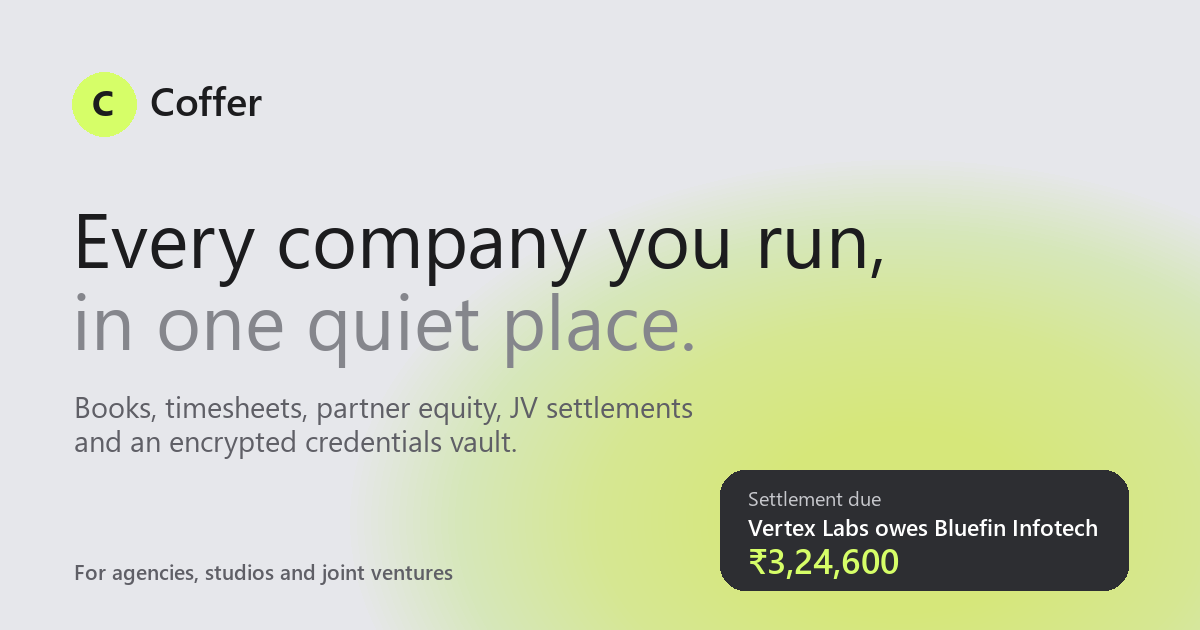 C Coffer
Every company you run,
in one quiet place.
Books, timesheets, partner equity, JV settlements
and an encrypted credentials vault.
Settlement due
Vertex Labs owes Bluefin Infotech
₹3,24,600
For agencies, studios and joint ventures